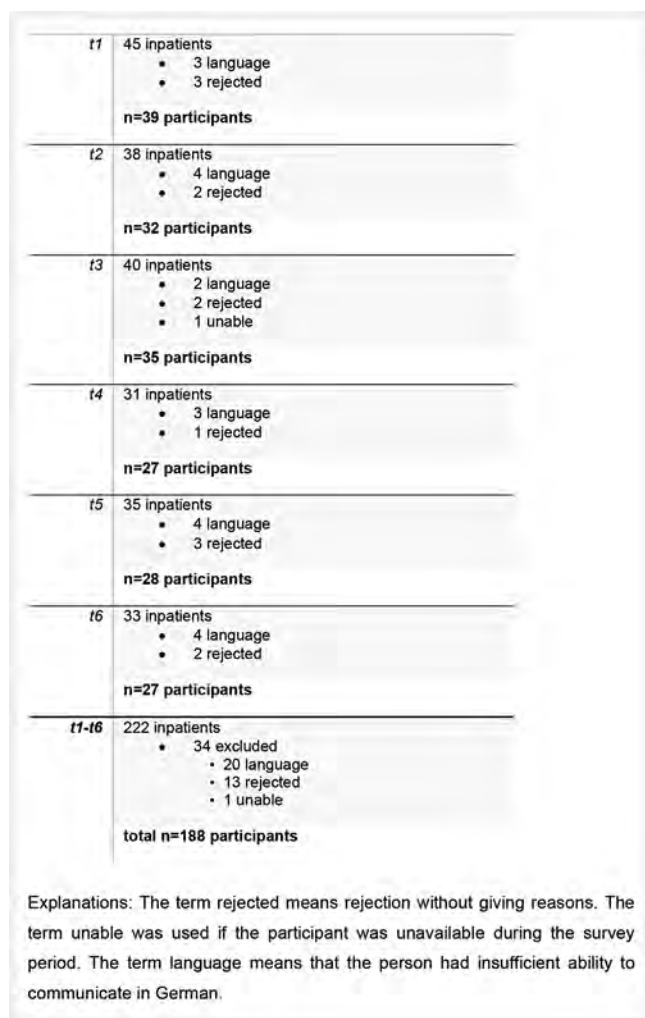 t1 45 inpatients
• 3 language
• 3 rejected
n=39 participants
t2 38 inpatients
• 4 language
• 2 rejected
n=32 participants
t3 40 inpatients
• 2 language
• 2 rejected
• 1 unable
n=35 participants
t4 31 inpatients
• 3 language
• 1 rejected
n=27 participants
t5 35 inpatients
• 4 language
• 3 rejected
n=28 participants
t6 33 inpatients
• 4 language
• 2 rejected
n=27 participants
t1-t6 222 inpatients
• 34 excluded
• 20 language
• 13 rejected
• 1 unable
total n=188 participants
Explanations: The term rejected means rejection without giving reasons. The
term unable was used if the participant was unavailable during the survey
period. The term language means that the person had insufficient ability to
communicate in German.